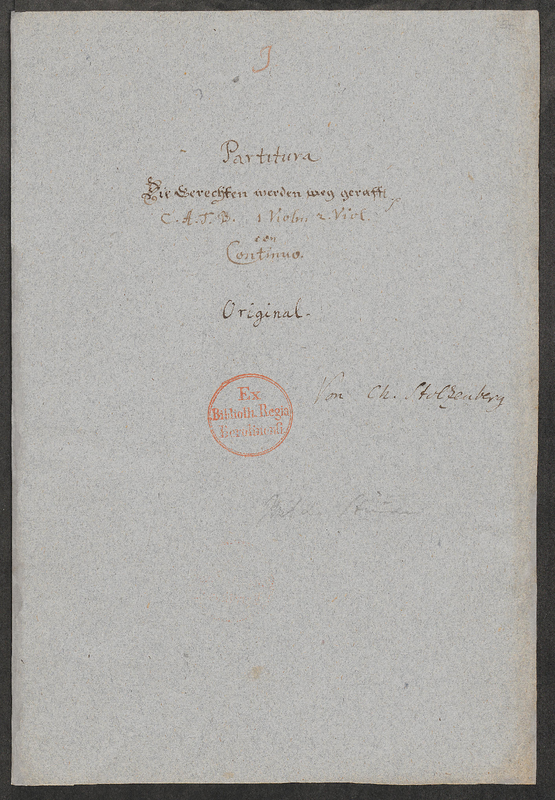 J
Partitura
Die Gerechten werden weg gerafft
C. A. T. B. 1 Violin 2. Viol.
con
Continuo.
Original.
Von Ch. Stolzenberg
Ex
Biblioth. Regia
Berolinensi.